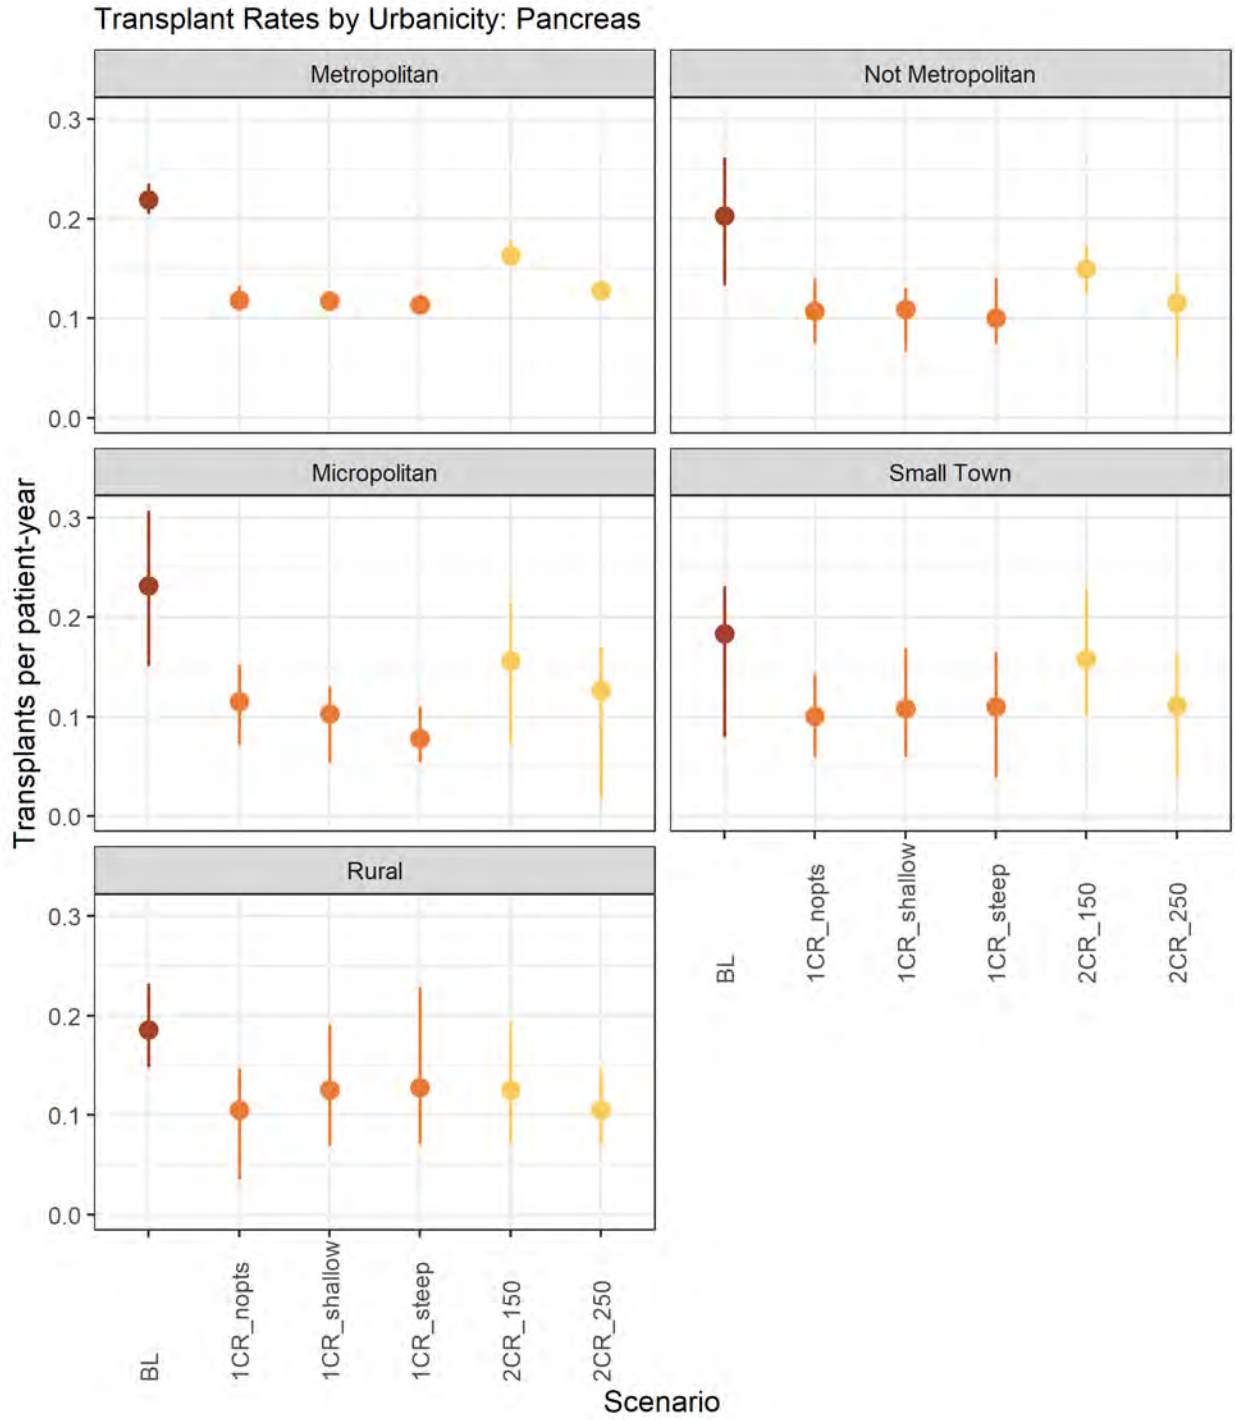 Transplant Rates by Urbanicity: Pancreas
Metropolitan
Not Metropolitan
0.3
0.2
0.1
0.0
Micropolitan
Small Town
0.3
0.2
0.1
0.0
Transplants per patient-year
Rural
0.3
0.2
0.1
0.0
BL
1CR_nopts
1CR_shallow
1CR_steep
2CR_150
2CR_250
BL
1CR_nopts
1CR_shallow
1CR_steep
2CR_150
2CR_250
Scenario